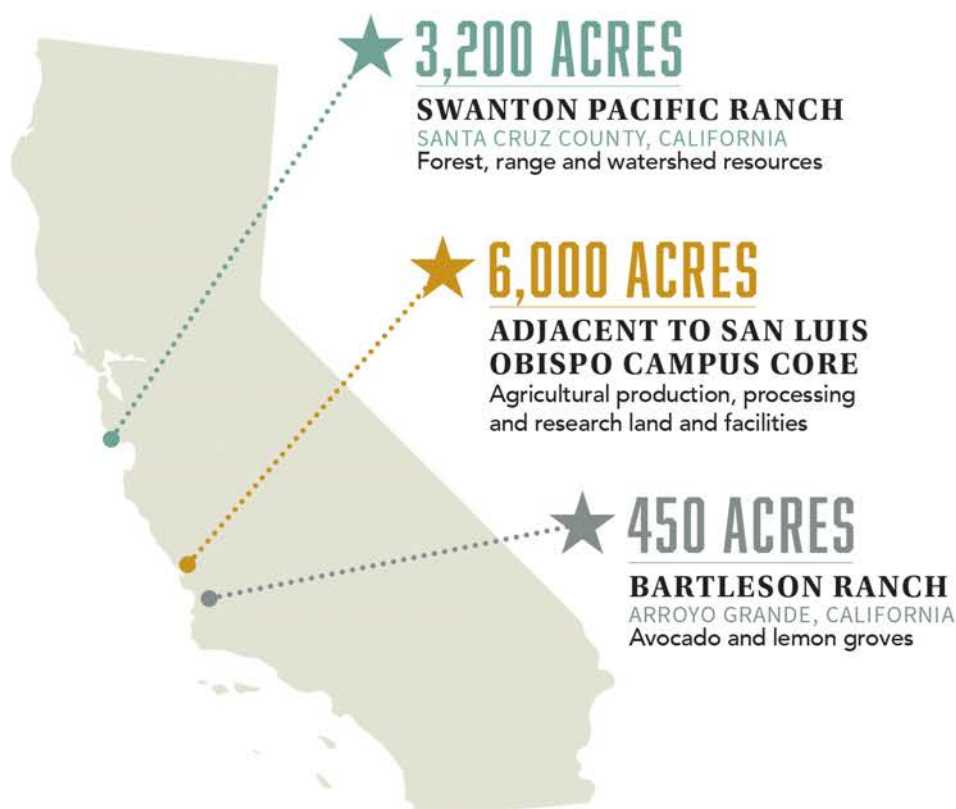 3,200 ACRES
SWANTON PACIFIC RANCH
SANTA CRUZ COUNTY, CALIFORNIA
Forest, range and watershed resources
6,000 ACRES
ADJACENT TO SAN LUIS
OBISPO CAMPUS CORE
Agricultural production, processing
and research land and facilities
450 ACRES
BARTLESON RANCH
ARROYO GRANDE, CALIFORNIA
Avocado and lemon groves